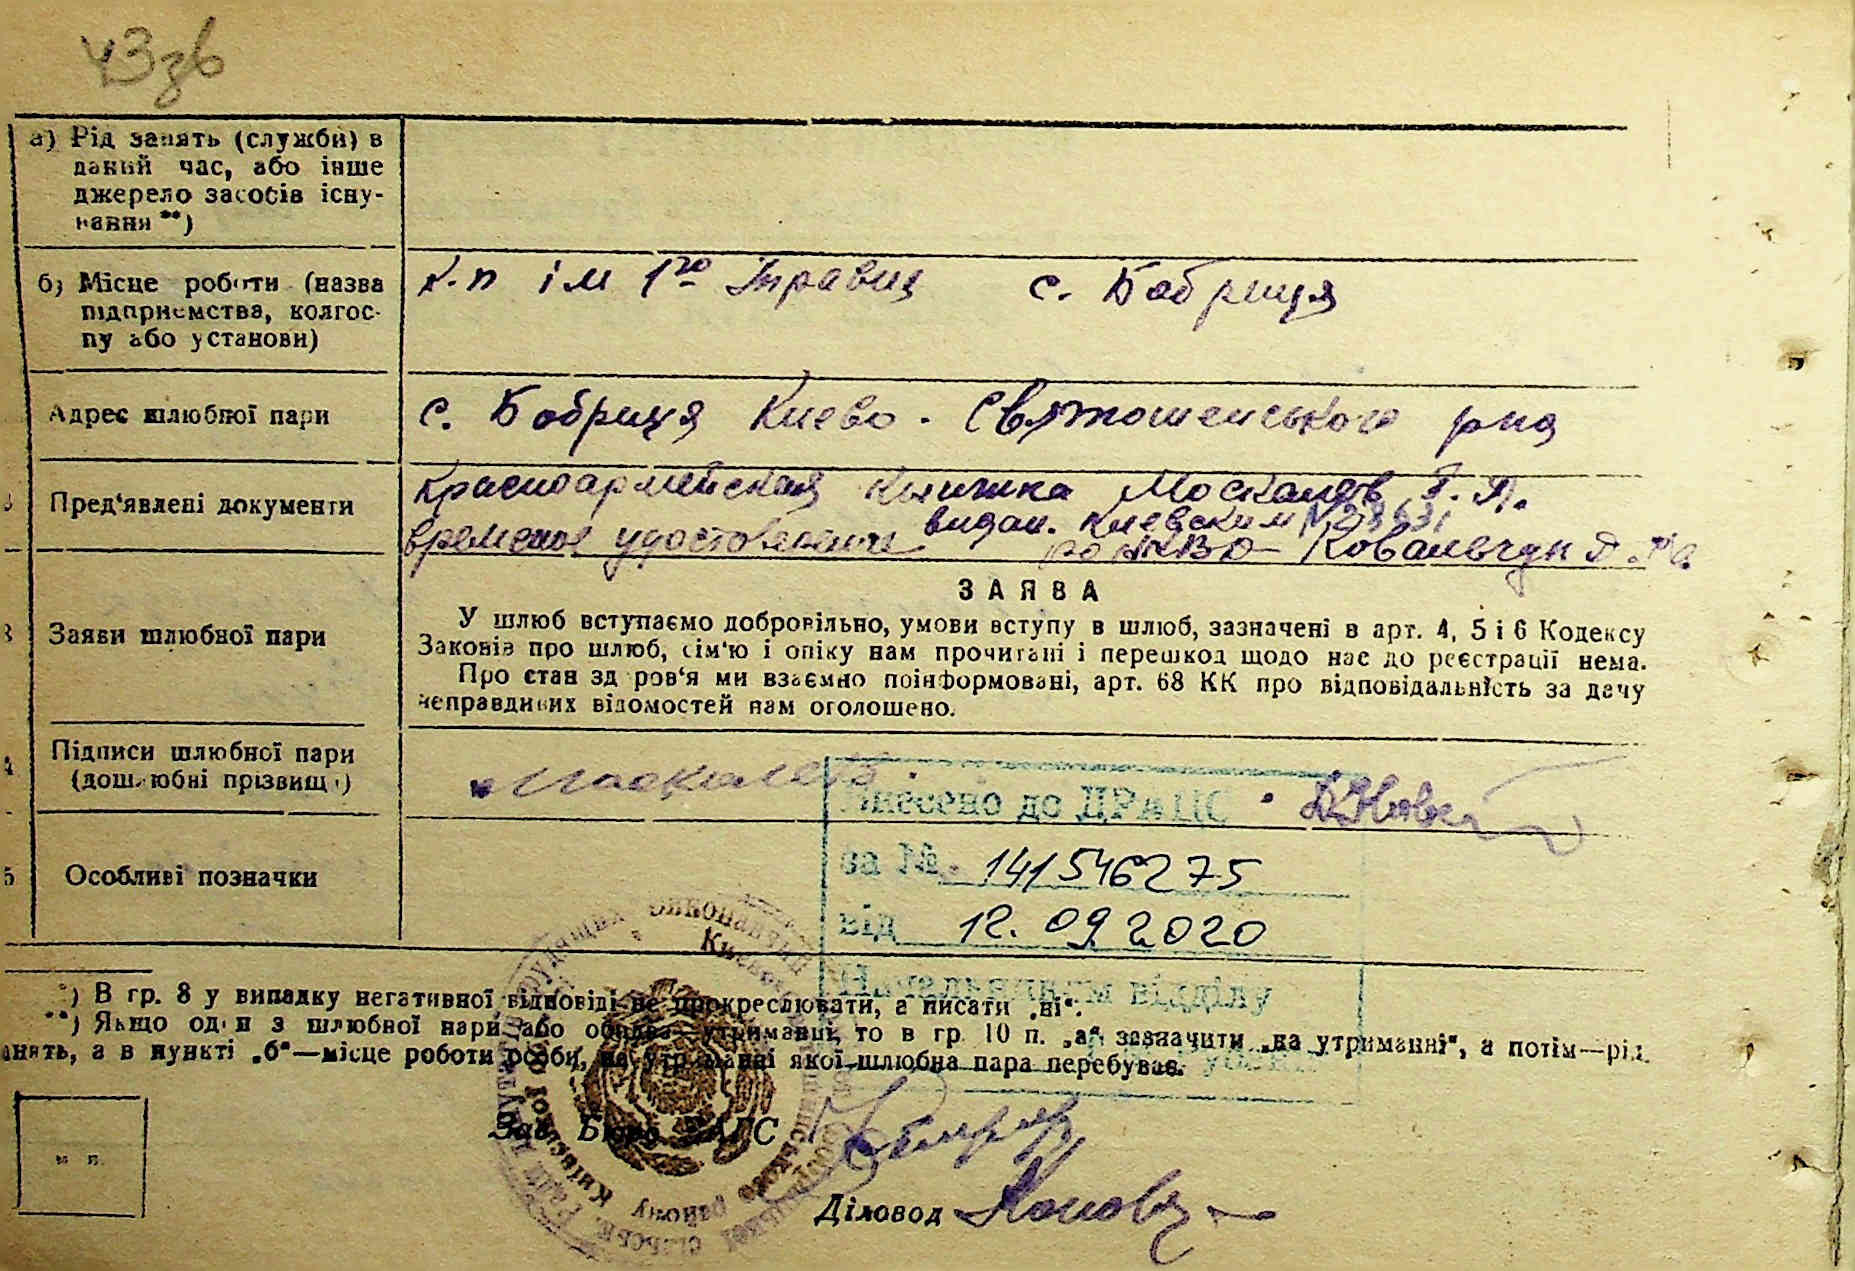 43зв
а) Рід занять (служби) в
даний час, або інше
джерело засобів існу-
вання **)
б) Місце роботи (назва
підприємства, колгос-
пу або установи)
к-п ім 1го Травня с. Бобриця
Адрес шлюбної пари
с. Бобриця Києво - Святошенського рна
Пред'явлені документи
Красноармейская книжка Москалев
временое удостоверение видан. Киевским Ковальчук
Заяви шлюбної пари
ЗАЯВА
У шлюб вступаємо добровільно, умови вступу в шлюб, зазначені в арт. 4, 5 і 6 Кодексу
Законів про шлюб, сім'ю і опіку нам прочитані і перешкод щодо нас до реєстрації нема.
Про стан здоров'я ми взаємно поінформовані, арт. 68 КК про відповідальність за дачу
неправдивих відомостей нам оголошено.
Підписи шлюбної пари
(дошлюбні прізвища)
Внесено до ДРАЦС
Особливі позначки
за № 141546275
від 12.09.2020
Начальником відділу
*) В гр. 8 у випадку негативної відповіді не прокреслювати, а писати „ні“.
**) Якщо один з шлюбної пари або обидва утриманці, то в гр. 10 п. „а“ зазначити „на утриманні“, а потім—рід
занять, а в пункті „б“—місце роботи особи, на утриманні якої шлюбна пара перебуває.
м п.
Зав. Бюро ЗАГС
Діловод